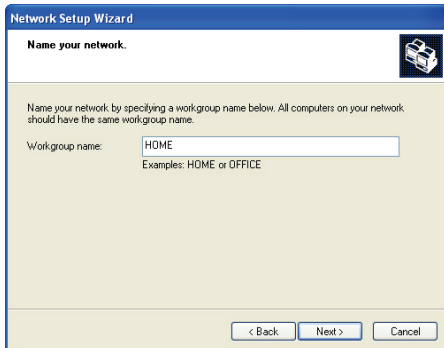 Network Setup Wizard
Name your network.
Name your network by specifying a workgroup name below. All computers on your network
should have the same workgroup name.
Workgroup name: HOME
Examples: HOME or OFFICE
< Back Next > Cancel